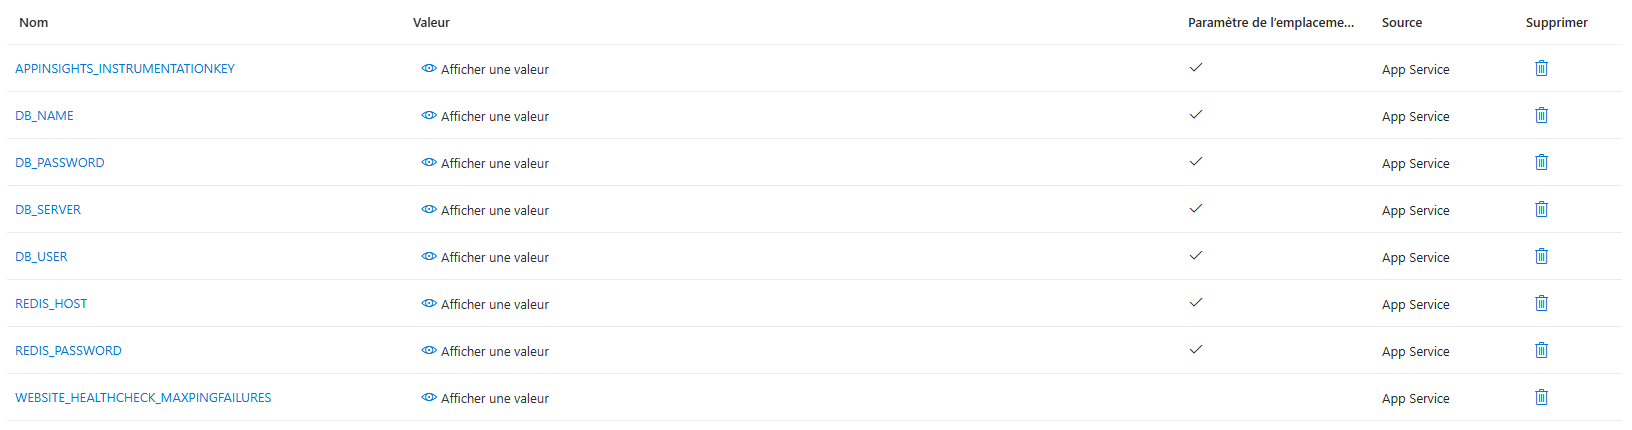 Nom Valeur Paramètre de l’emplaceme... Source Supprimer
APPINSIGHTS_INSTRUMENTATIONKEY Afficher une valeur App Service
DB_NAME Afficher une valeur App Service
DB_PASSWORD Afficher une valeur App Service
DB_SERVER Afficher une valeur App Service
DB_USER Afficher une valeur App Service
REDIS_HOST Afficher une valeur App Service
REDIS_PASSWORD Afficher une valeur App Service
WEBSITE_HEALTHCHECK_MAXPINGFAILURES Afficher une valeur App Service